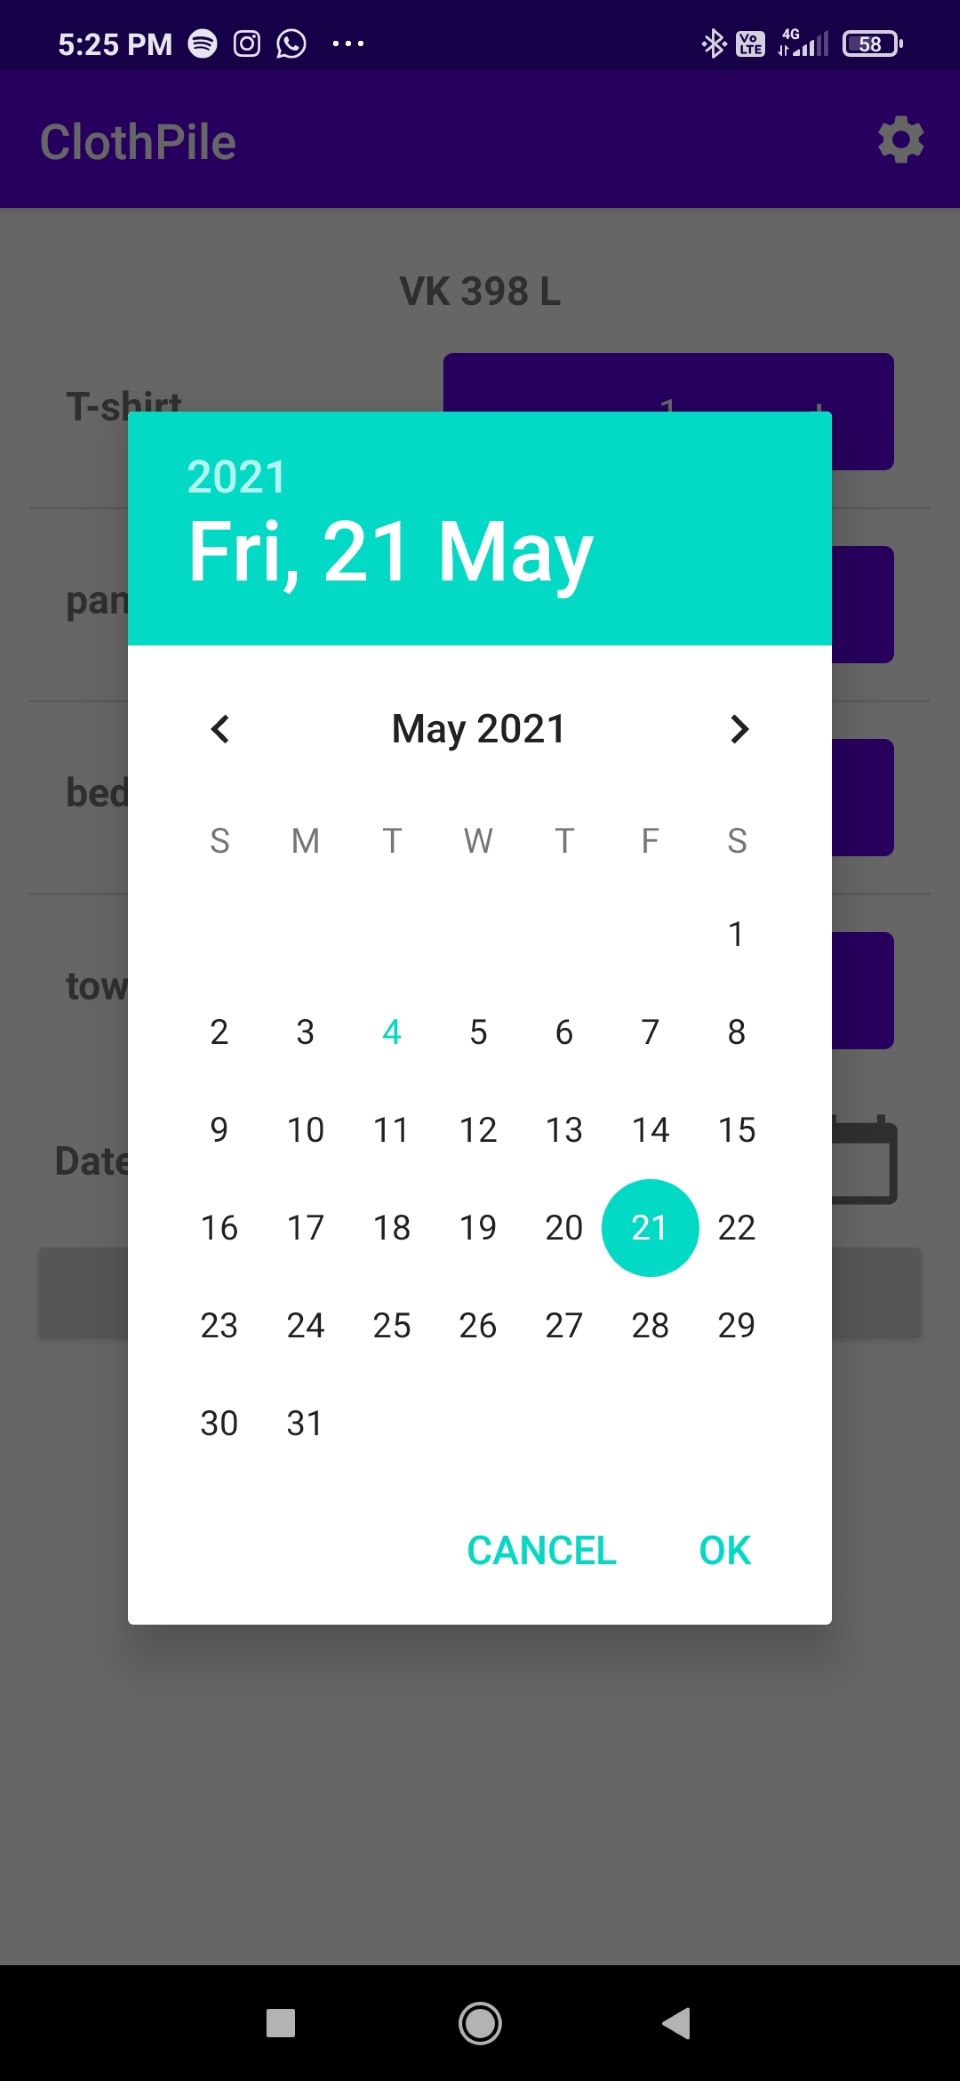 5:25 PM 4G VoLTE 58
ClothPile
VK 398 L
T-shirt 1 +
2021
Fri, 21 May
pan
May 2021
bed
S M T W T F S
1
tow
2 3 4 5 6 7 8
9 10 11 12 13 14 15
Date
16 17 18 19 20 21 22
23 24 25 26 27 28 29
30 31
CANCEL OK